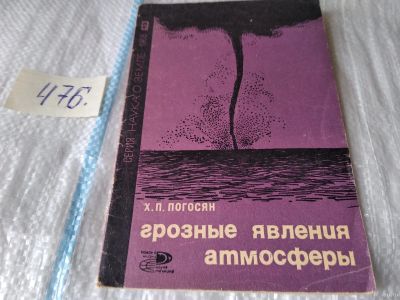 476.
СЕРИЯ "НАУКА О ЗЕМЛЕ"
Х. П. ПОГОСЯН
грозные явления
атмосферы